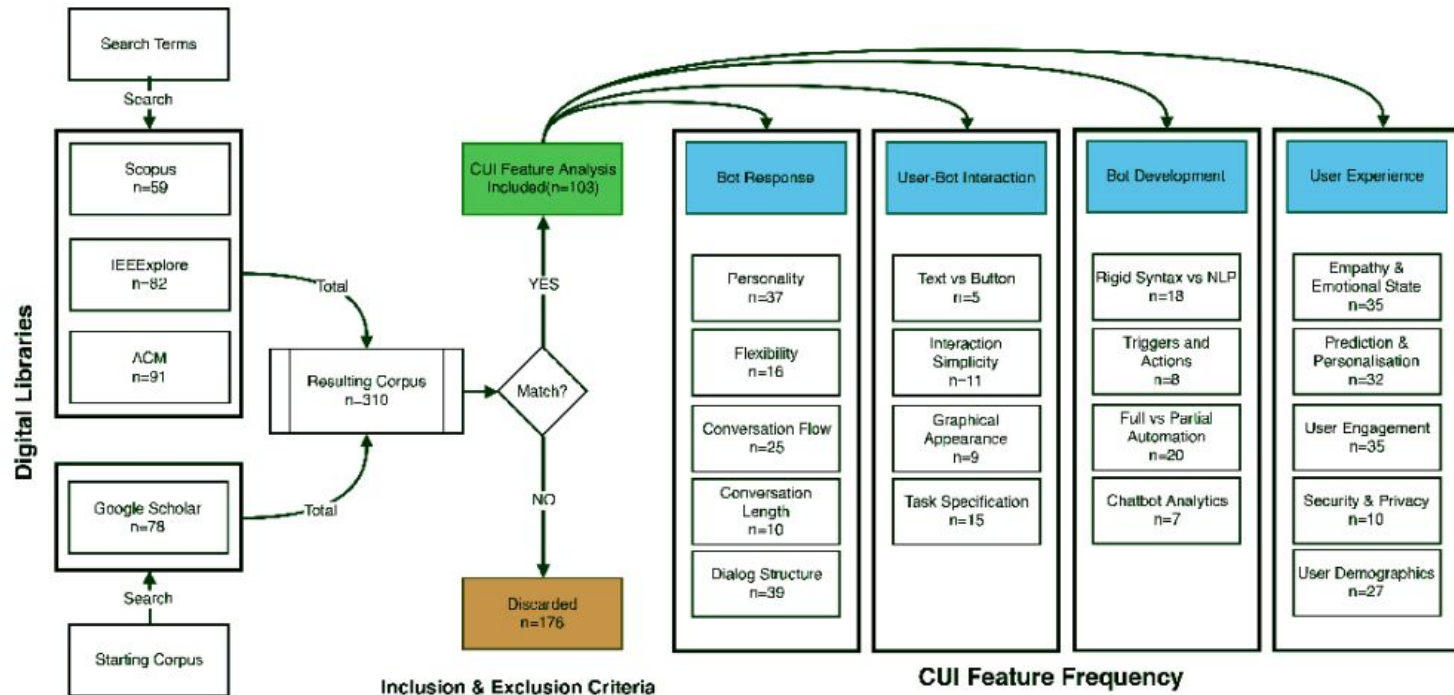 Search Terms
Search
Digital Libraries
Scopus
n=59
IEEExplore
n=82
ACM
n=91
Total
Google Scholar
n=78
Total
Search
Starting Corpus
Resulting Corpus
n=310
Match?
YES
NO
CUI Feature Analysis
Included(n=103)
Discarded
n=176
Inclusion & Exclusion Criteria
Bot Response
Personality
n=37
Flexibility
n=16
Conversation Flow
n=25
Conversation
Length
n=10
Dialog Structure
n=39
User-Bot Interaction
Text vs Button
n=5
Interaction
Simplicity
n=11
Graphical
Appearance
n=9
Task Specification
n=15
Bot Development
Rigid Syntax vs NLP
n=18
Triggers and
Actions
n=8
Full vs Partial
Automation
n=20
Chatbot Analytics
n=7
User Experience
Empathy &
Emotional State
n=35
Prediction &
Personalisation
n=32
User Engagement
n=35
Security & Privacy
n=10
User Demographics
n=27
CUI Feature Frequency